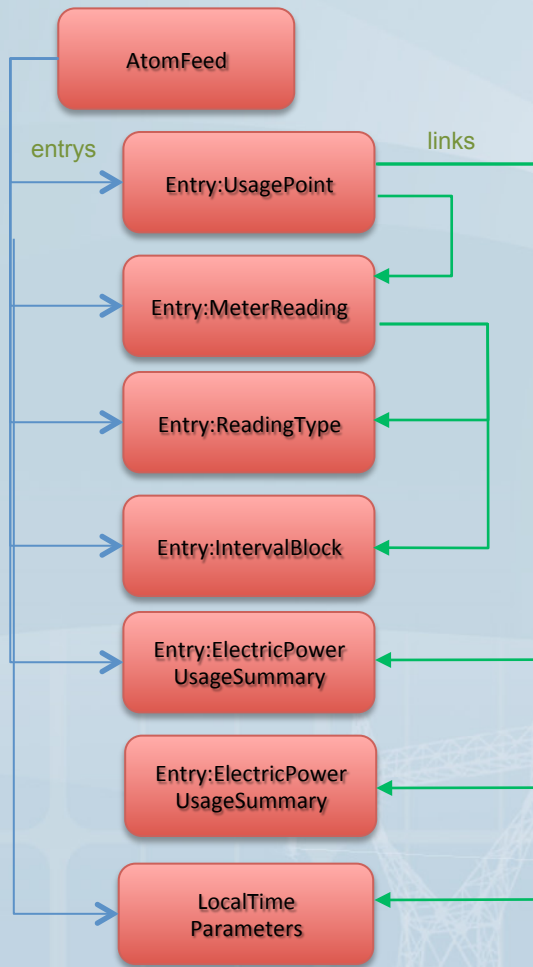 AtomFeed
entrys
links
Entry:UsagePoint
Entry:MeterReading
Entry:ReadingType
Entry:IntervalBlock
Entry:ElectricPower
UsageSummary
Entry:ElectricPower
UsageSummary
LocalTime
Parameters